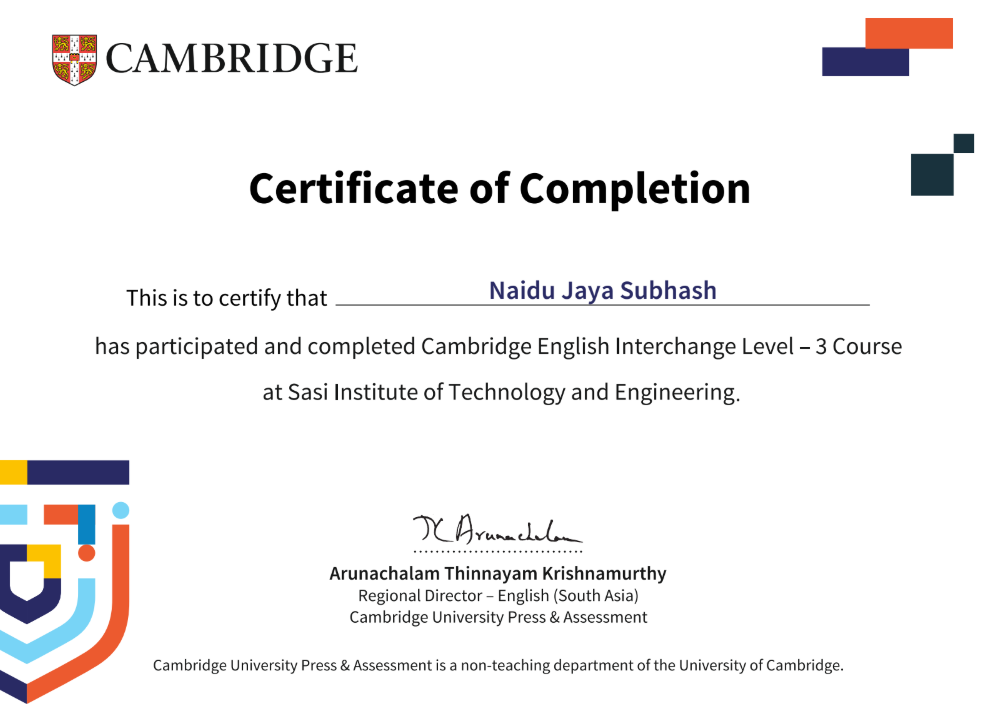 CAMBRIDGE
Certificate of Completion
This is to certify that Naidu Jaya Subhash
has participated and completed Cambridge English Interchange Level – 3 Course
at Sasi Institute of Technology and Engineering.
TK Arunachalam
Arunachalam Thinnayam Krishnamurthy
Regional Director – English (South Asia)
Cambridge University Press & Assessment
Cambridge University Press & Assessment is a non-teaching department of the University of Cambridge.